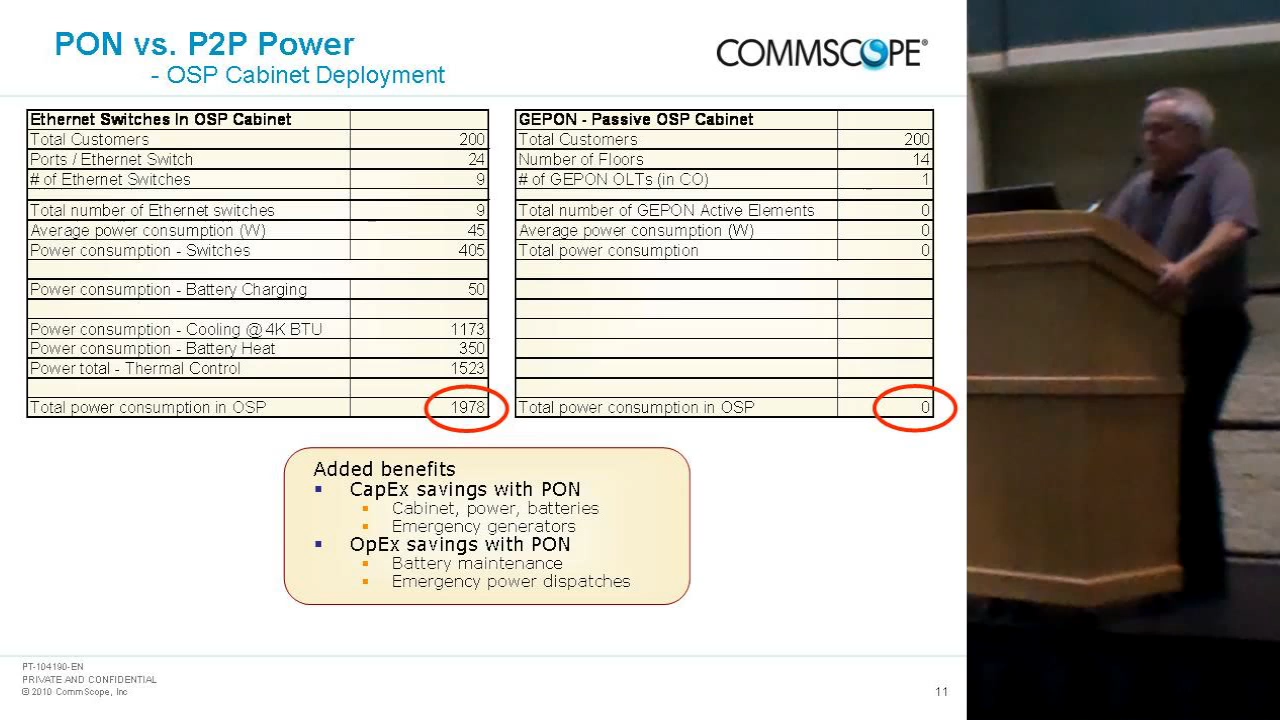 PON vs. P2P Power
- OSP Cabinet Deployment
COMMSCOPE®
Ethernet Switches In OSP Cabinet
Total Customers 200
Ports / Ethernet Switch 24
# of Ethernet Switches 9
Total number of Ethernet switches 9
Average power consumption (W) 45
Power consumption - Switches 405
Power consumption - Battery Charging 50
Power consumption - Cooling @ 4K BTU 1173
Power consumption - Battery Heat 350
Power total - Thermal Control 1523
Total power consumption in OSP 1978
GEPON - Passive OSP Cabinet
Total Customers 200
Number of Floors 14
# of GEPON OLTs (in CO) 1
Total number of GEPON Active Elements 0
Average power consumption (W) 0
Total power consumption 0
Total power consumption in OSP 0
Added benefits
▪ CapEx savings with PON
▪ Cabinet, power, batteries
▪ Emergency generators
▪ OpEx savings with PON
▪ Battery maintenance
▪ Emergency power dispatches
PT-104190-EN
PRIVATE AND CONFIDENTIAL
© 2010 CommScope, Inc
11